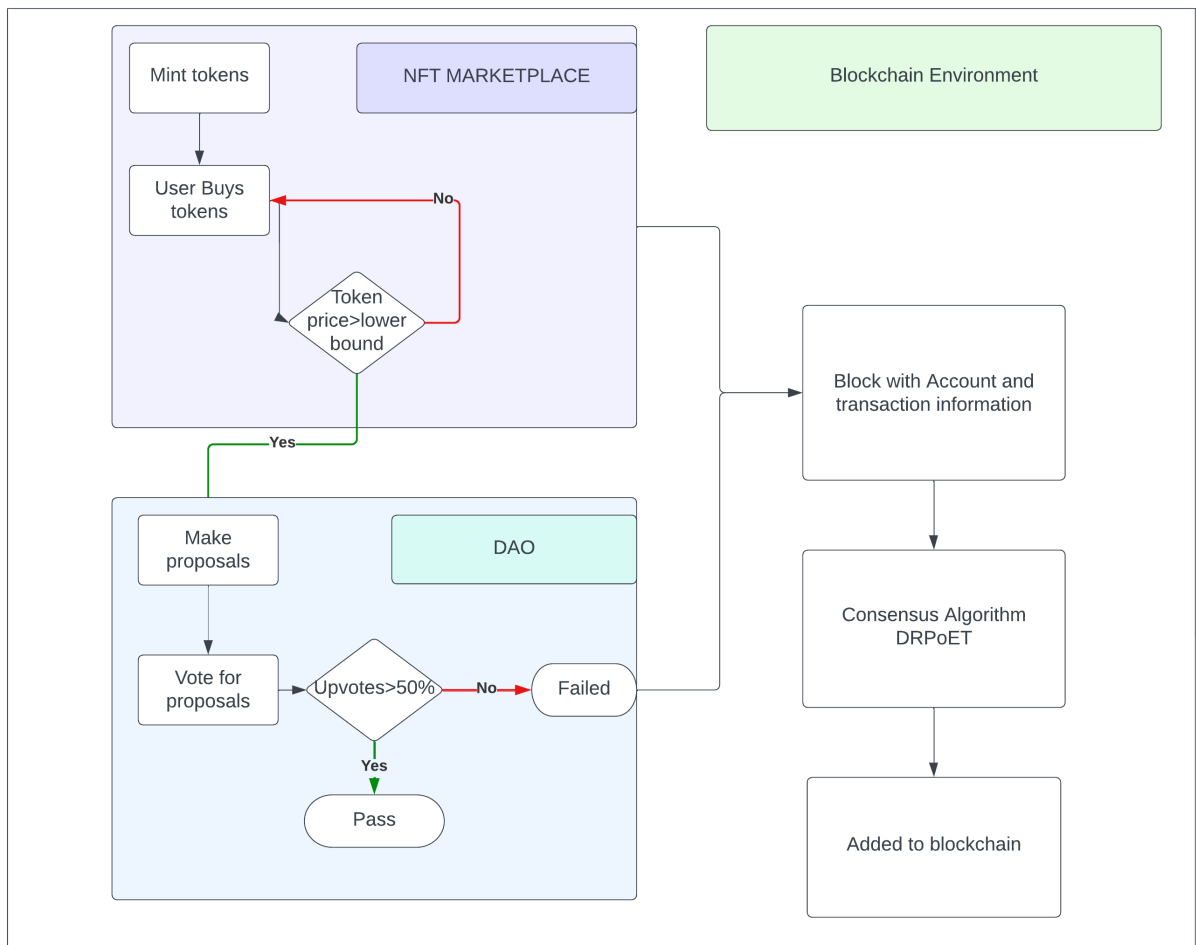 Mint tokens
NFT MARKETPLACE
Blockchain Environment
User Buys
tokens
No
Token
price>lower
bound
Yes
Block with Account and
transaction information
Make
proposals
DAO
Consensus Algorithm
DRPoET
Vote for
proposals
Upvotes>50%
No
Failed
Yes
Pass
Added to blockchain